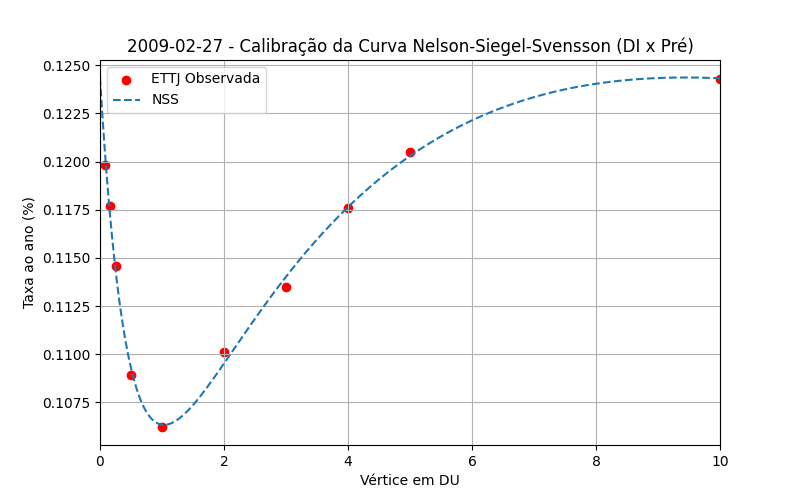 2009-02-27 - Calibração da Curva Nelson-Siegel-Svensson (DI x Pré)
ETTJ Observada
NSS
Taxa ao ano (%)
0.1250
0.1225
0.1200
0.1175
0.1150
0.1125
0.1100
0.1075
0 2 4 6 8 10
Vértice em DU